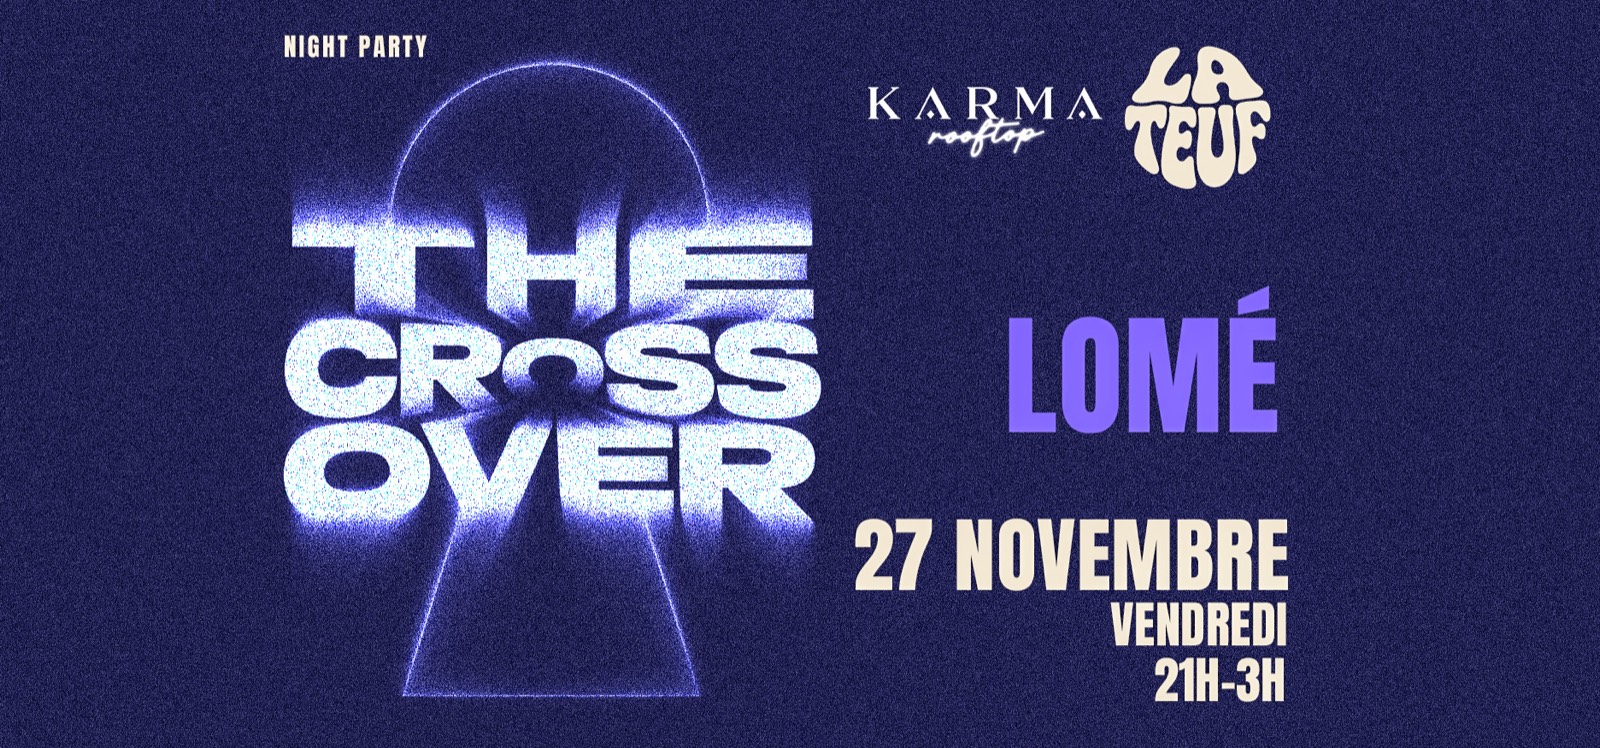 NIGHT PARTY
THE
CROSS
OVER
KARMA
rooftop
LA
TEUF
LOMÉ
27 NOVEMBRE
VENDREDI
21H-3H